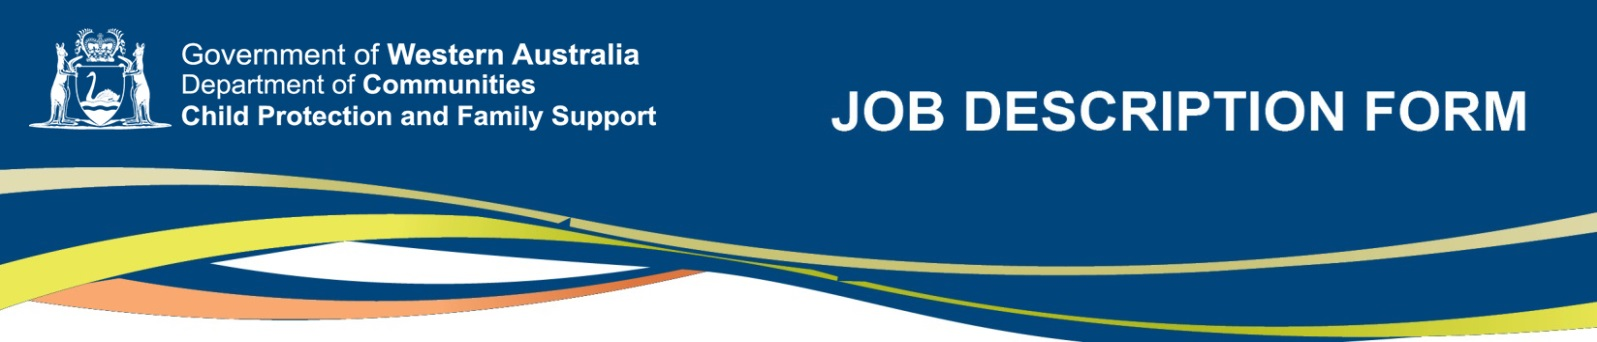 Government of Western Australia
Department of Communities
Child Protection and Family Support
JOB DESCRIPTION FORM